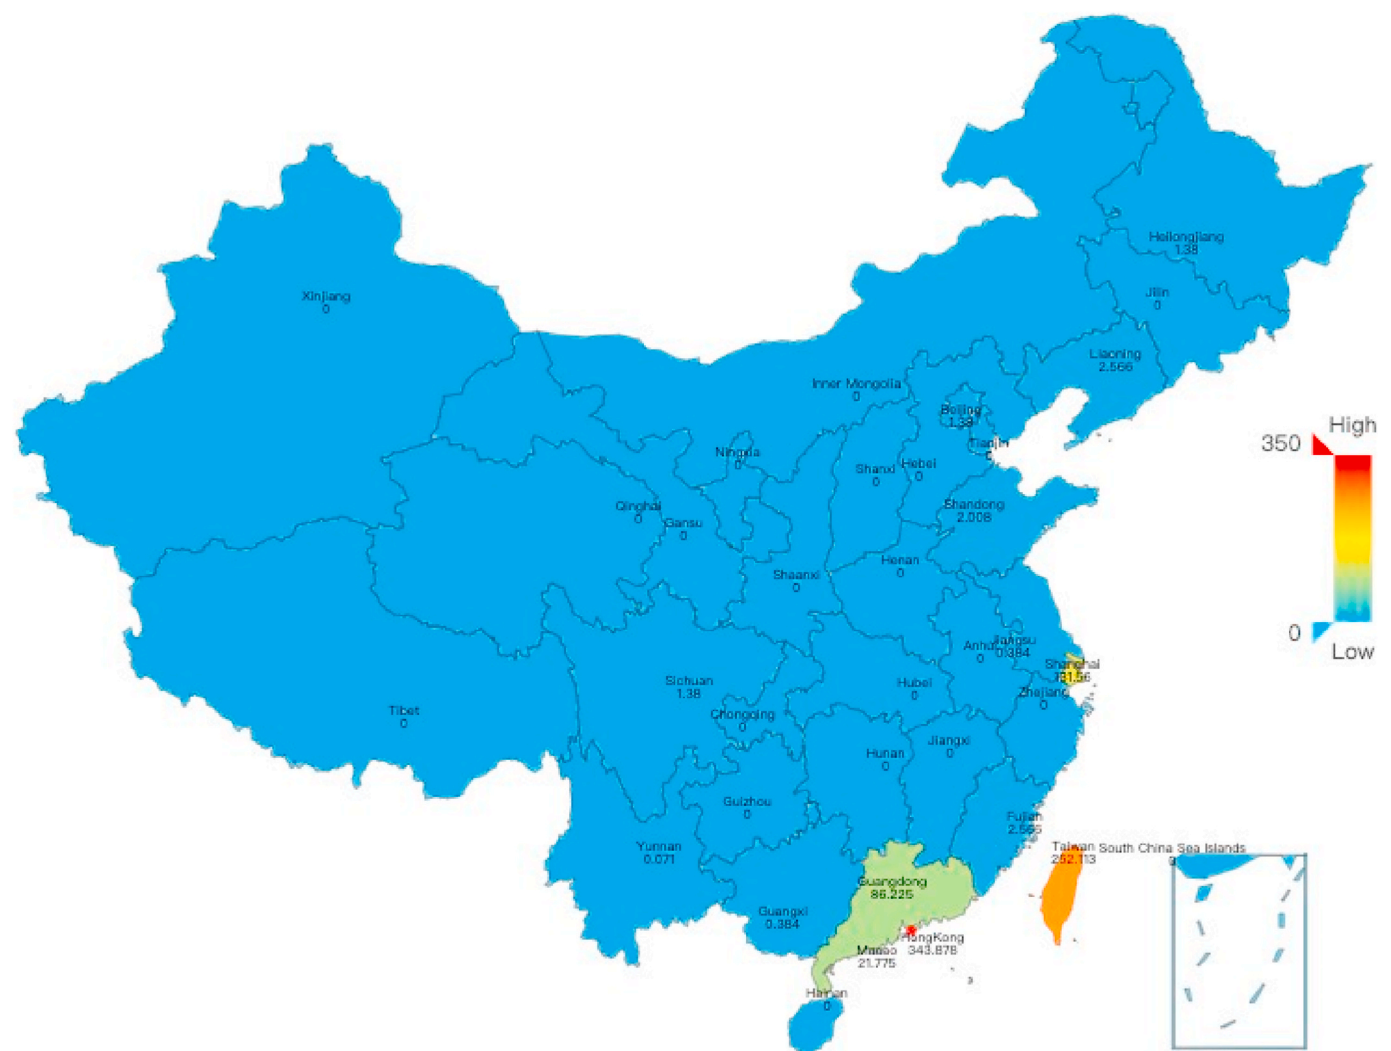 Heilongjiang
1.38
Xinjiang
0
Jilin
0
Liaoning
2.566
Inner Mongolia
0
Beijing
1.38
High
350
Tianjin
0
Ningxia
0
Shanxi
0
Hebei
0
Qinghai
0
Gansu
0
Shandong
2.008
Henan
0
Shaanxi
0
0
Low
Jiangsu
0.384
Anhui
0
Shanghai
131.56
Sichuan
1.38
Hubei
0
Zhejiang
0
Tibet
0
Chongqing
0
Hunan
0
Jiangxi
0
Guizhou
0
Fujian
2.565
Yunnan
0.071
Taiwan
252.113
South China Sea Islands
0
Guangdong
86.225
Guangxi
0.384
HongKong
343.878
Macao
21.775
Hainan
0